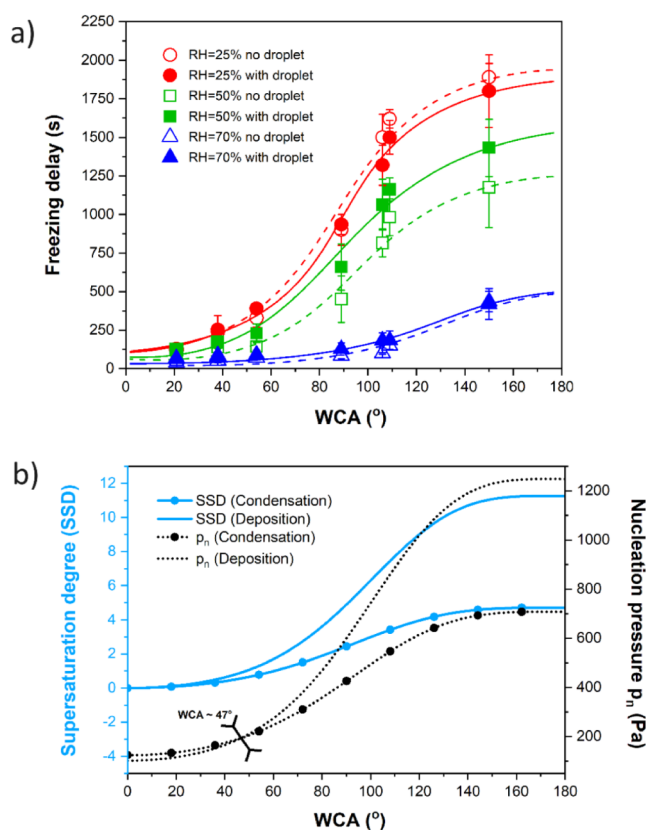 a)
2250
2000
1750
1500
1250
1000
750
500
250
0
Freezing delay (s)
RH=25% no droplet
RH=25% with droplet
RH=50% no droplet
RH=50% with droplet
RH=70% no droplet
RH=70% with droplet
0 20 40 60 80 100 120 140 160 180
WCA (º)
b)
12
10
8
6
4
2
0
-2
-4
Supersaturation degree (SSD)
SSD (Condensation)
SSD (Deposition)
pn (Condensation)
pn (Deposition)
WCA ~ 47°
1200
1000
800
600
400
200
Nucleation pressure pn (Pa)
0 20 40 60 80 100 120 140 160 180
WCA (º)